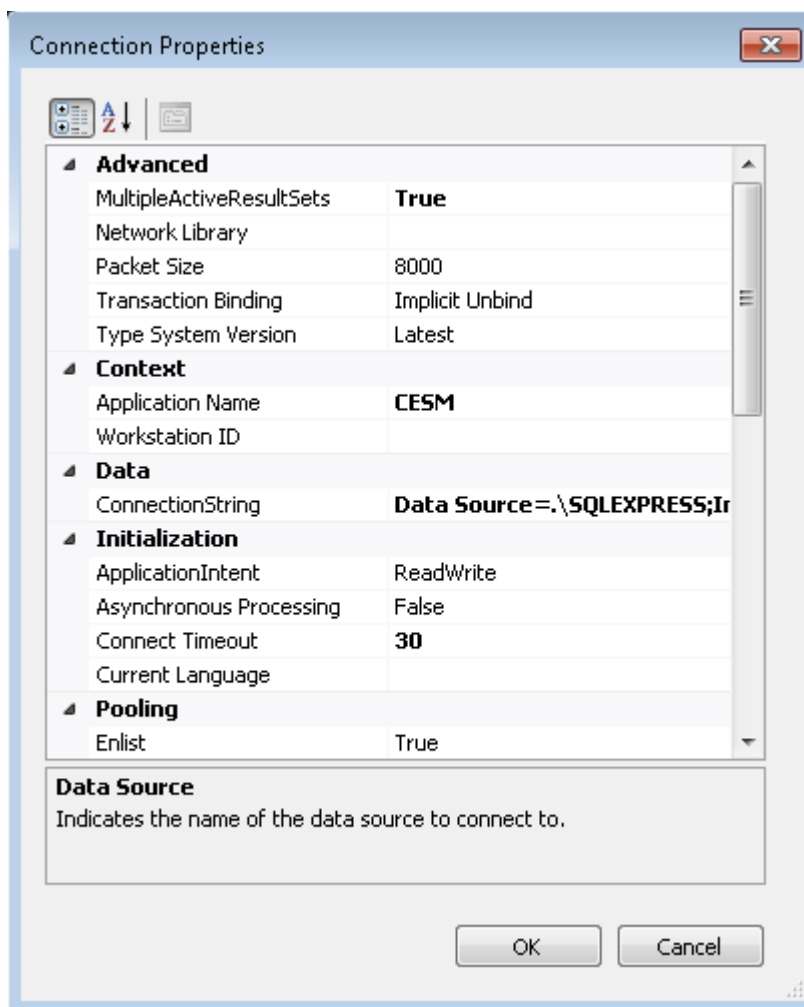 Connection Properties
Advanced
MultipleActiveResultSets True
Network Library
Packet Size 8000
Transaction Binding Implicit Unbind
Type System Version Latest
Context
Application Name CESM
Workstation ID
Data
ConnectionString Data Source=.\SQLEXPRESS;In
Initialization
ApplicationIntent ReadWrite
Asynchronous Processing False
Connect Timeout 30
Current Language
Pooling
Enlist True
Data Source
Indicates the name of the data source to connect to.
OK Cancel